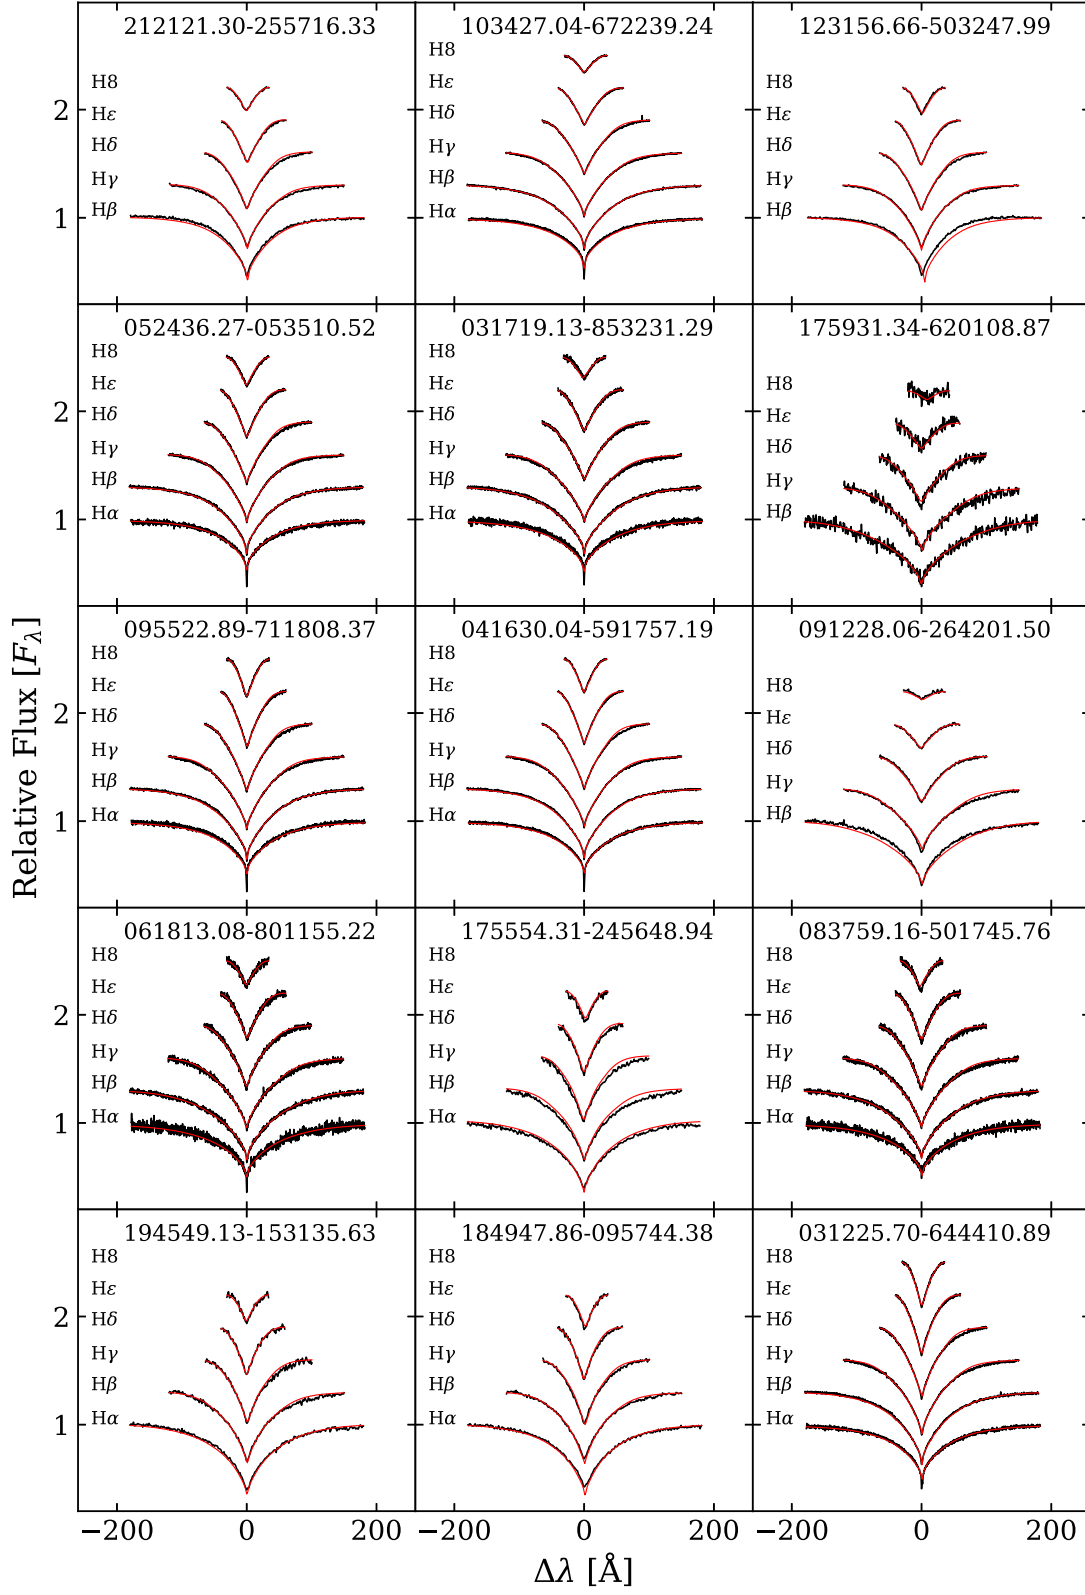 212121.30-255716.33
H8
Hε
Hδ
Hγ
Hβ
103427.04-672239.24
H8
Hε
Hδ
Hγ
Hβ
Hα
123156.66-503247.99
H8
Hε
Hδ
Hγ
Hβ
2
1
052436.27-053510.52
H8
Hε
Hδ
Hγ
Hβ
Hα
031719.13-853231.29
H8
Hε
Hδ
Hγ
Hβ
Hα
175931.34-620108.87
H8
Hε
Hδ
Hγ
Hβ
2
1
095522.89-711808.37
H8
Hε
Hδ
Hγ
Hβ
Hα
041630.04-591757.19
H8
Hε
Hδ
Hγ
Hβ
Hα
091228.06-264201.50
H8
Hε
Hδ
Hγ
Hβ
2
1
061813.08-801155.22
H8
Hε
Hδ
Hγ
Hβ
Hα
175554.31-245648.94
H8
Hε
Hδ
Hγ
Hβ
Hα
083759.16-501745.76
H8
Hε
Hδ
Hγ
Hβ
Hα
2
1
194549.13-153135.63
H8
Hε
Hδ
Hγ
Hβ
Hα
184947.86-095744.38
H8
Hε
Hδ
Hγ
Hβ
Hα
031225.70-644410.89
H8
Hε
Hδ
Hγ
Hβ
Hα
2
1
−200 0 200 −200 0 200 −200 0 200
Δλ [Å]
Relative Flux [Fλ]